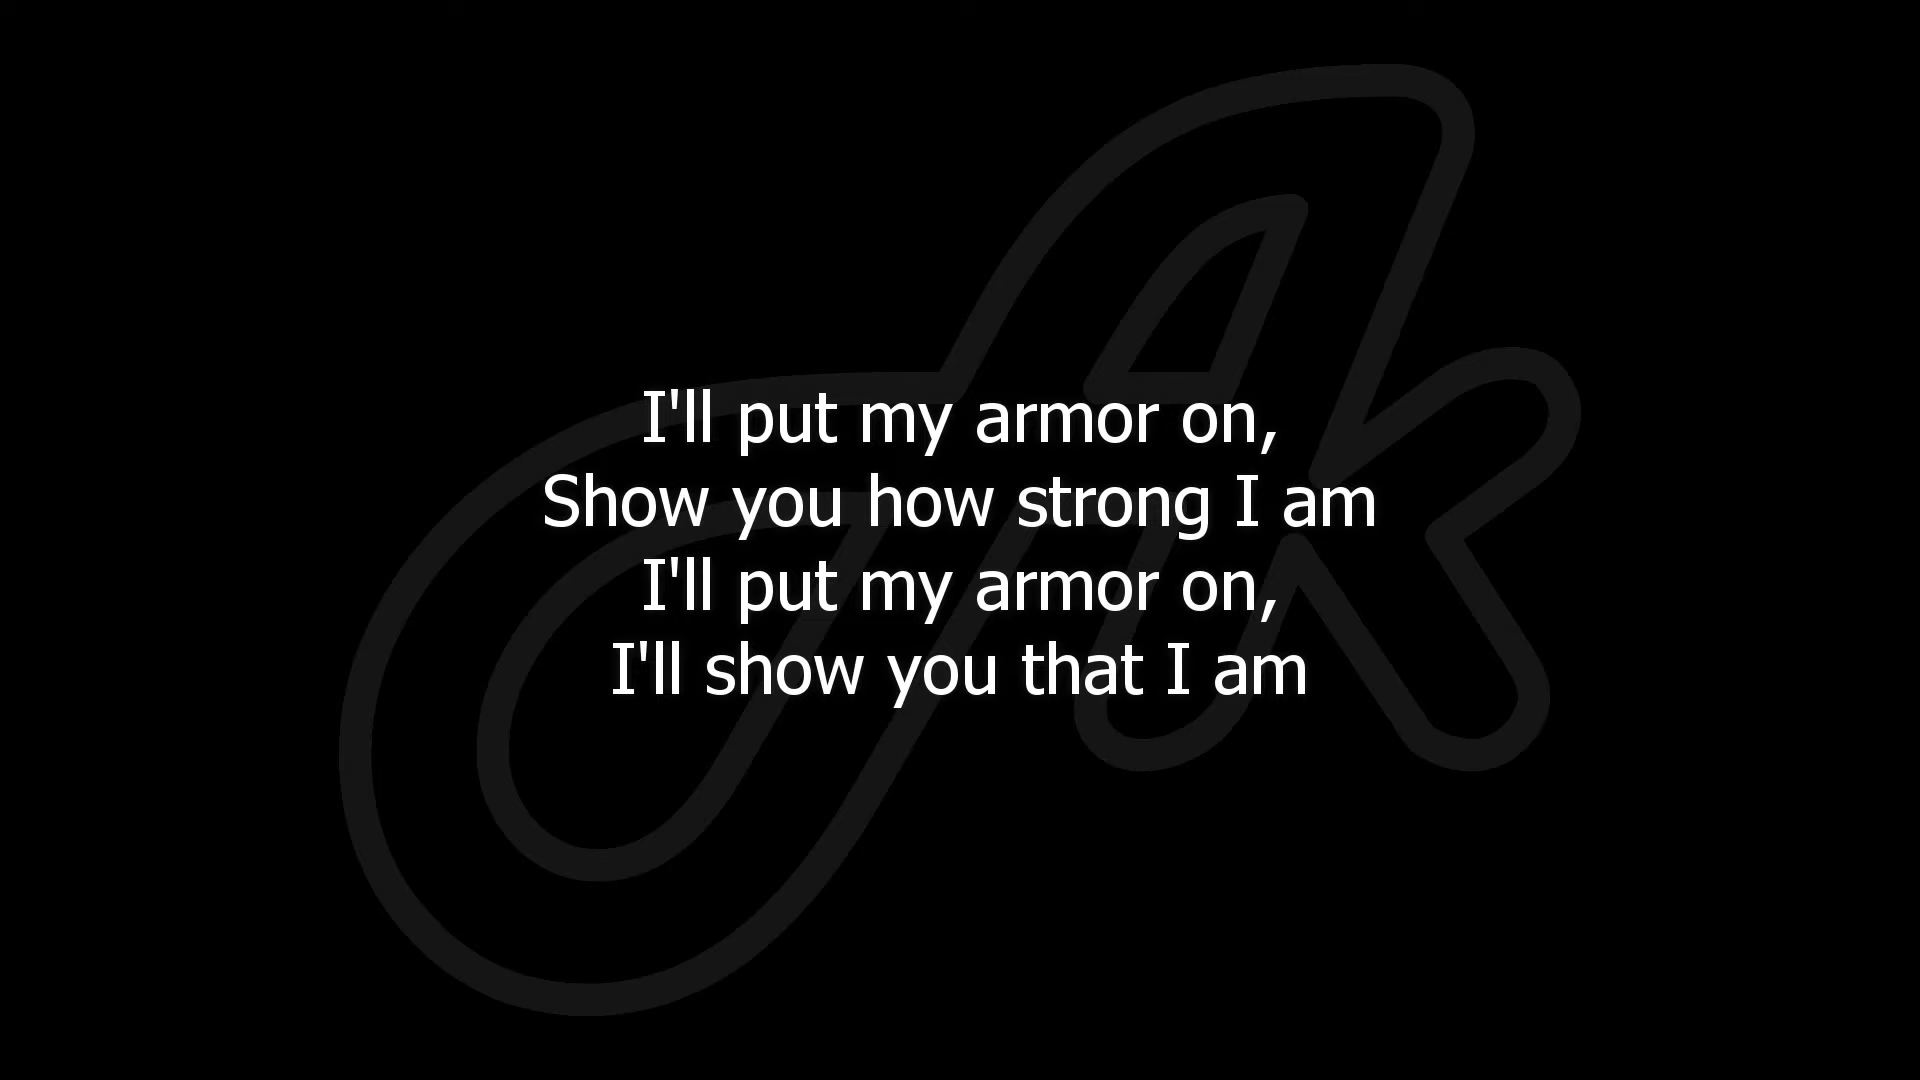 I'll put my armor on,
Show you how strong I am
I'll put my armor on,
I'll show you that I am